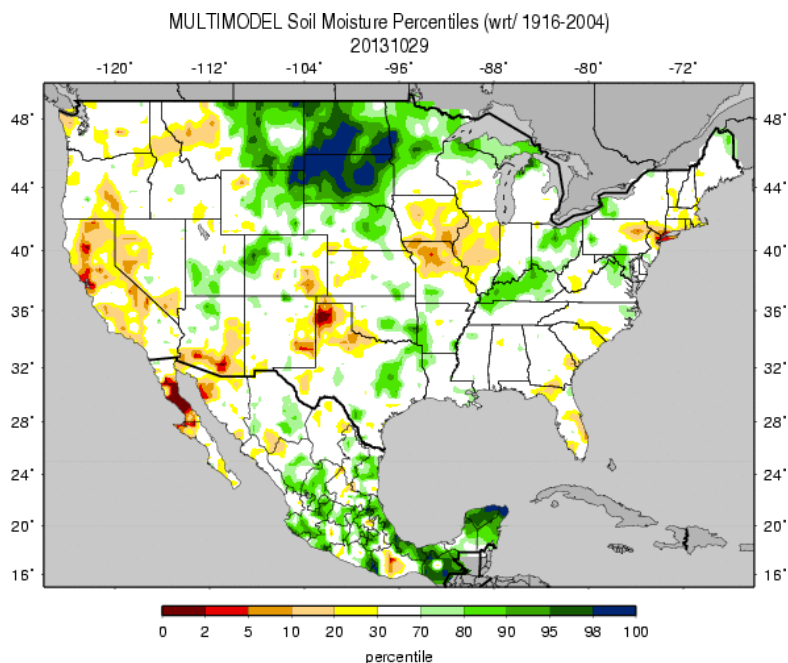 MULTIMODEL Soil Moisture Percentiles (wrt/ 1916-2004)
20131029
-120° -112° -104° -96° -88° -80° -72°
48° 48°
44° 44°
40° 40°
36° 36°
32° 32°
28° 28°
24° 24°
20° 20°
16° 16°
0 2 5 10 20 30 70 80 90 95 98 100
percentile